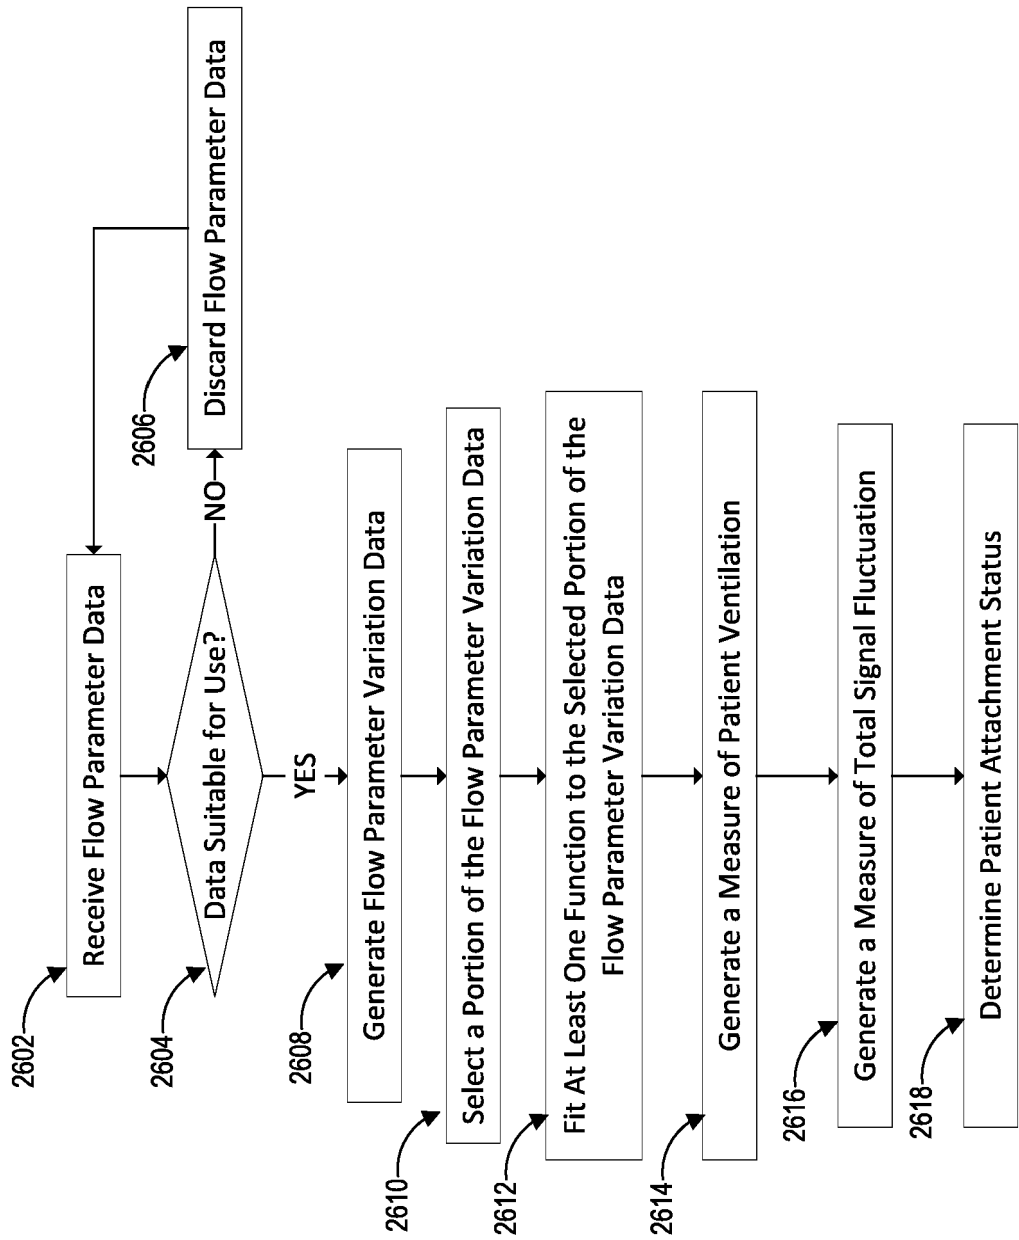 2602
Receive Flow Parameter Data
2604
Data Suitable for Use?
NO
2606
Discard Flow Parameter Data
YES
2608
Generate Flow Parameter Variation Data
2610
Select a Portion of the Flow Parameter Variation Data
2612
Fit At Least One Function to the Selected Portion of the
Flow Parameter Variation Data
2614
Generate a Measure of Patient Ventilation
2616
Generate a Measure of Total Signal Fluctuation
2618
Determine Patient Attachment Status